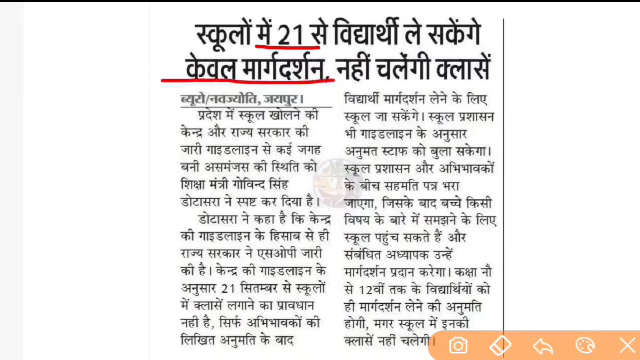 स्कूलों में 21 से विद्यार्थी ले सकेंगे
केवल मार्गदर्शन, नहीं चलेंगी क्लासें
ब्यूरो/नवज्योति, जयपुर।
प्रदेश में स्कूल खोलने की
केन्द्र और राज्य सरकार की
जारी गाइडलाइन से कई जगह
बनी असमंजस की स्थिति को
शिक्षा मंत्री गोविन्द सिंह
डोटासरा ने स्पष्ट कर दिया है।
डोटासरा ने कहा है कि केन्द्र
की गाइडलाइन के हिसाब से ही
राज्य सरकार ने एसओपी जारी
की है। केन्द्र की गाइडलाइन के
अनुसार 21 सितम्बर से स्कूलों
में क्लासें लगाने का प्रावधान
नही है, सिर्फ अभिभावकों की
लिखित अनुमति के बाद
विद्यार्थी मार्गदर्शन लेने के लिए
स्कूल जा सकेंगे। स्कूल प्रशासन
भी गाइडलाइन के अनुसार
अनुमत स्टाफ को बुला सकेगा।
स्कूल प्रशासन और अभिभावकों
के बीच सहमति पत्र भरा
जाएगा, जिसके बाद बच्चे किसी
विषय के बारे में समझने के लिए
स्कूल पहुंच सकते हैं और
संबंधित अध्यापक उन्हें
मार्गदर्शन प्रदान करेगा। कक्षा नौ
से 12वीं तक के विद्यार्थियों को
ही मार्गदर्शन लेने की अनुमति
होगी, मगर स्कूल में इनकी
क्लासें नहीं चलेगी।